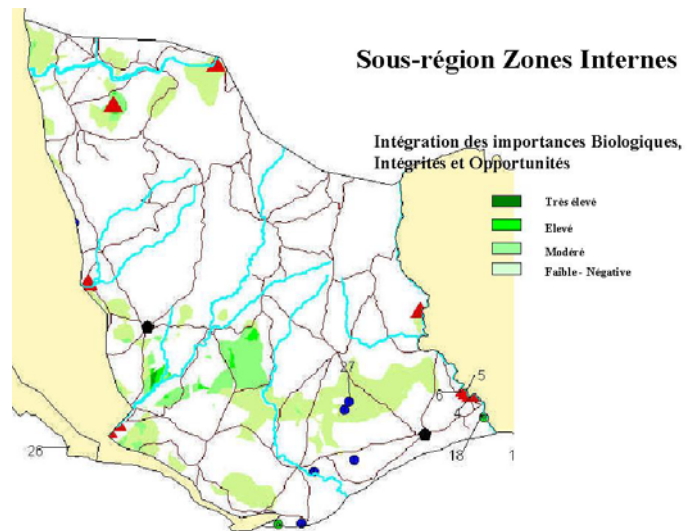 Sous-région Zones Internes
Intégration des importances Biologiques,
Intégrités et Opportunités
Très élevé
Elevé
Modéré
Faible - Négative
27
5
6
4
26
18
1